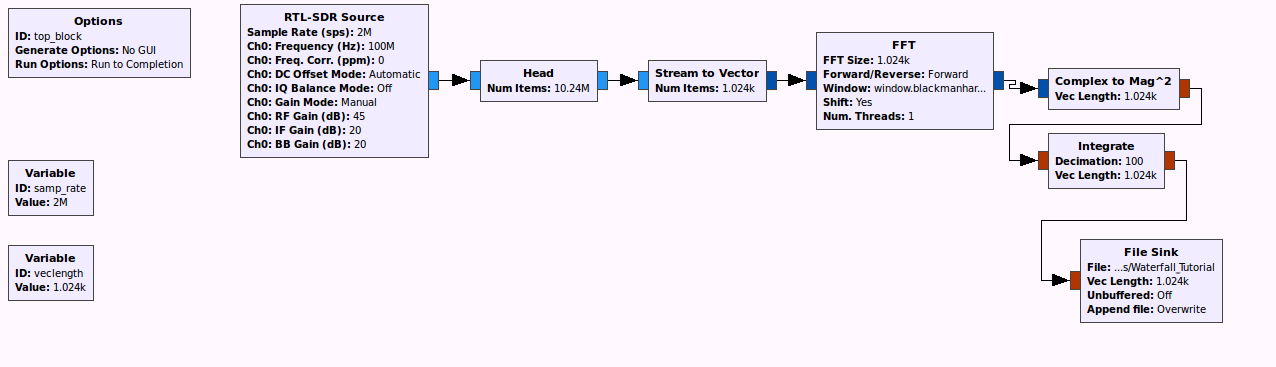 Options
ID: top_block
Generate Options: No GUI
Run Options: Run to Completion
RTL-SDR Source
Sample Rate (sps): 2M
Ch0: Frequency (Hz): 100M
Ch0: Freq. Corr. (ppm): 0
Ch0: DC Offset Mode: Automatic
Ch0: IQ Balance Mode: Off
Ch0: Gain Mode: Manual
Ch0: RF Gain (dB): 45
Ch0: IF Gain (dB): 20
Ch0: BB Gain (dB): 20
Head
Num Items: 10.24M
Stream to Vector
Num Items: 1.024k
FFT
FFT Size: 1.024k
Forward/Reverse: Forward
Window: window.blackmanhar...
Shift: Yes
Num. Threads: 1
Complex to Mag^2
Vec Length: 1.024k
Integrate
Decimation: 100
Vec Length: 1.024k
File Sink
File: ...s/Waterfall_Tutorial
Vec Length: 1.024k
Unbuffered: Off
Append file: Overwrite
Variable
ID: samp_rate
Value: 2M
Variable
ID: veclength
Value: 1.024k